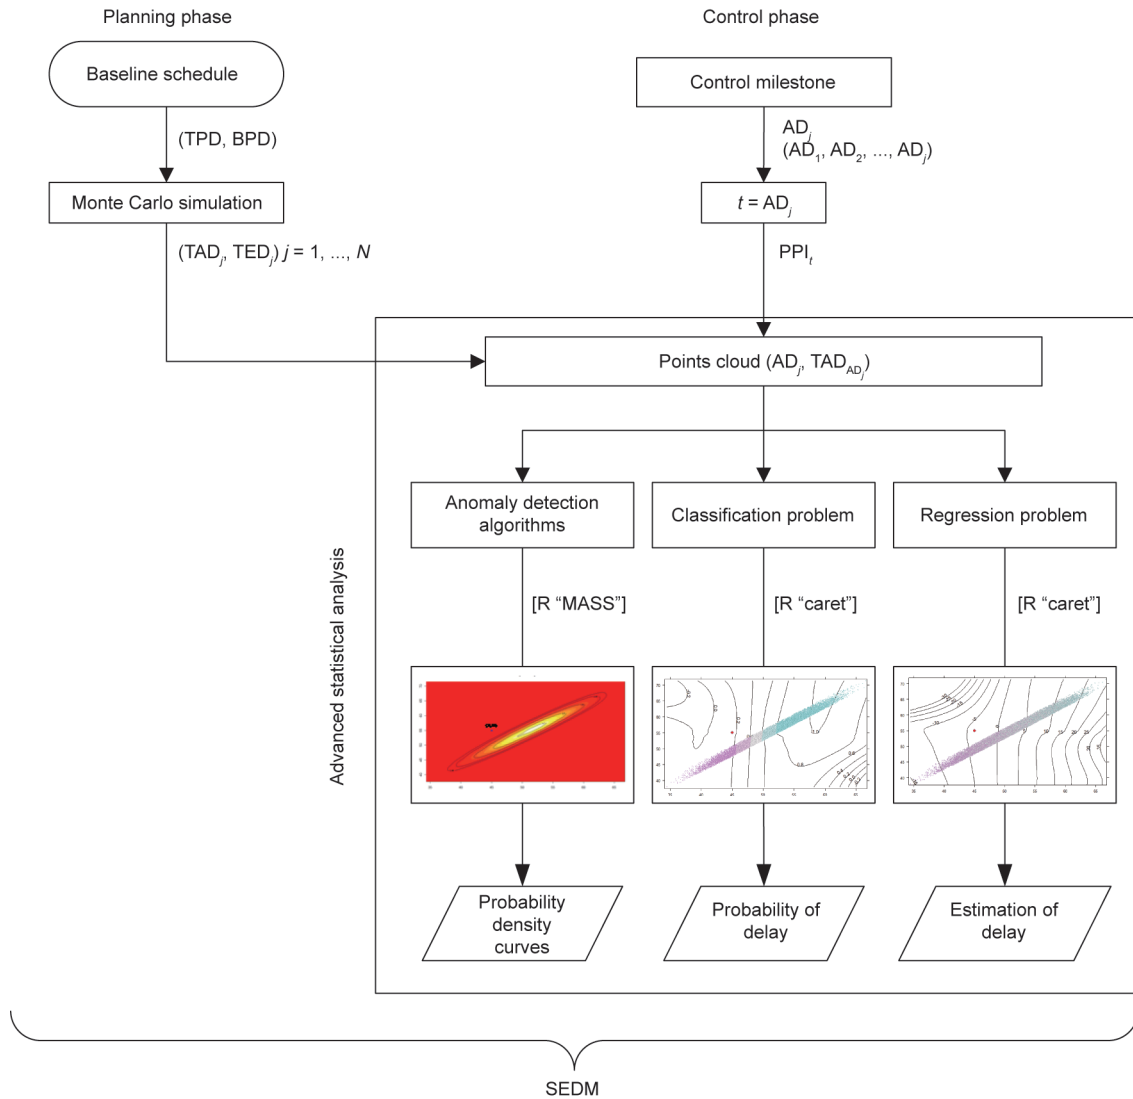 Planning phase
Control phase
Baseline schedule
Control milestone
(TPD, BPD)
AD_j
(AD_1, AD_2, ..., AD_j)
Monte Carlo simulation
t = AD_j
(TAD_j, TED_j) j = 1, ..., N
PPI_t
Points cloud (AD_j, TAD_AD_j)
Anomaly detection
algorithms
Classification problem
Regression problem
Advanced statistical analysis
[R “MASS”]
[R “caret”]
[R “caret”]
Probability
density
curves
Probability of
delay
Estimation of
delay
SEDM